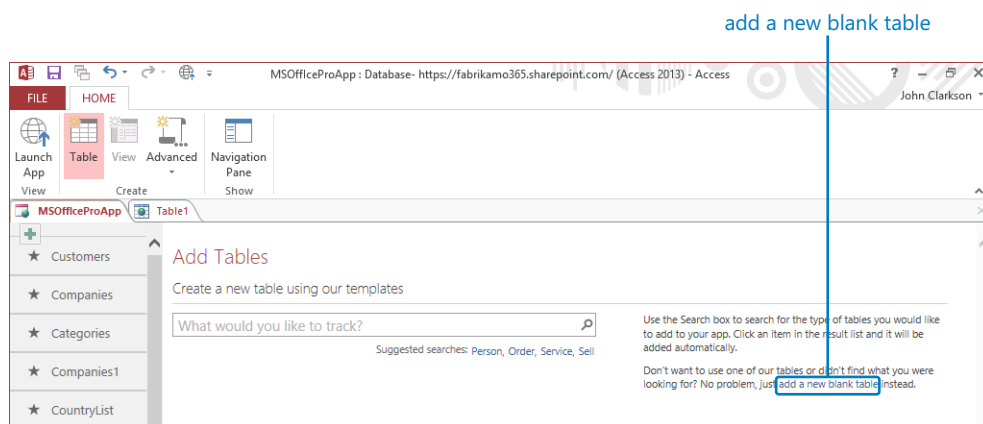 add a new blank table
MSOfficeProApp : Database- https://fabrikamo365.sharepoint.com/ (Access 2013) - Access
?
FILE
HOME
John Clarkson
Launch App
Table
View
Advanced
Navigation Pane
View
Create
Show
MSOfficeProApp
Table1
Customers
Companies
Categories
Companies1
CountryList
Add Tables
Create a new table using our templates
What would you like to track?
Suggested searches: Person, Order, Service, Sell
Use the Search box to search for the type of tables you would like
to add to your app. Click an item in the result list and it will be
added automatically.
Don't want to use one of our tables or didn't find what you were
looking for? No problem, just add a new blank table instead.